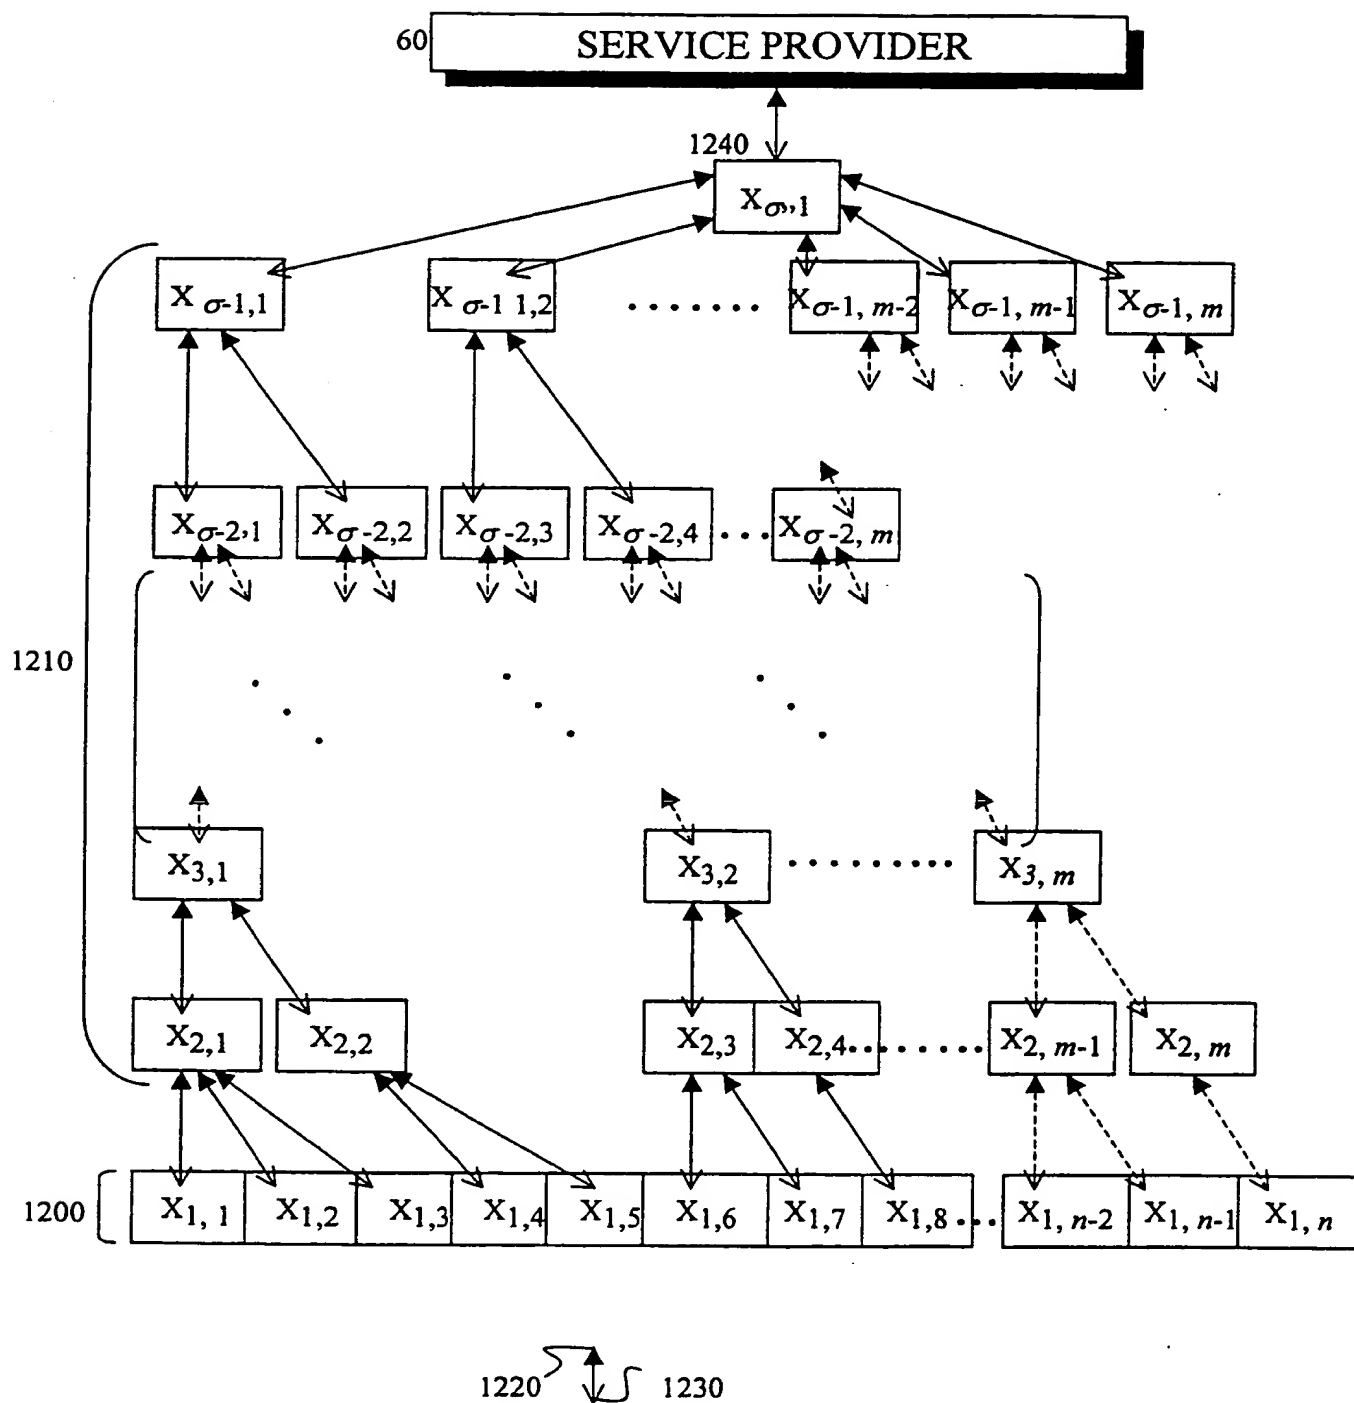 60 SERVICE PROVIDER
1240
Xσ,,1
X σ-1,1 X σ-1 1,2 ........ Xσ-1, m-2 Xσ-1, m-1 Xσ-1, m
Xσ-2,1 Xσ-2,2 Xσ-2,3 Xσ-2,4 ... Xσ-2, m
1210
X3,1 X3,2 .......... X3, m
X2,1 X2,2 X2,3 X2,4 ......... X2, m-1 X2, m
1200 X1, 1 X1,2 X1,3 X1,4 X1,5 X1,6 X1,7 X1,8 ... X1, n-2 X1, n-1 X1, n
1220 1230